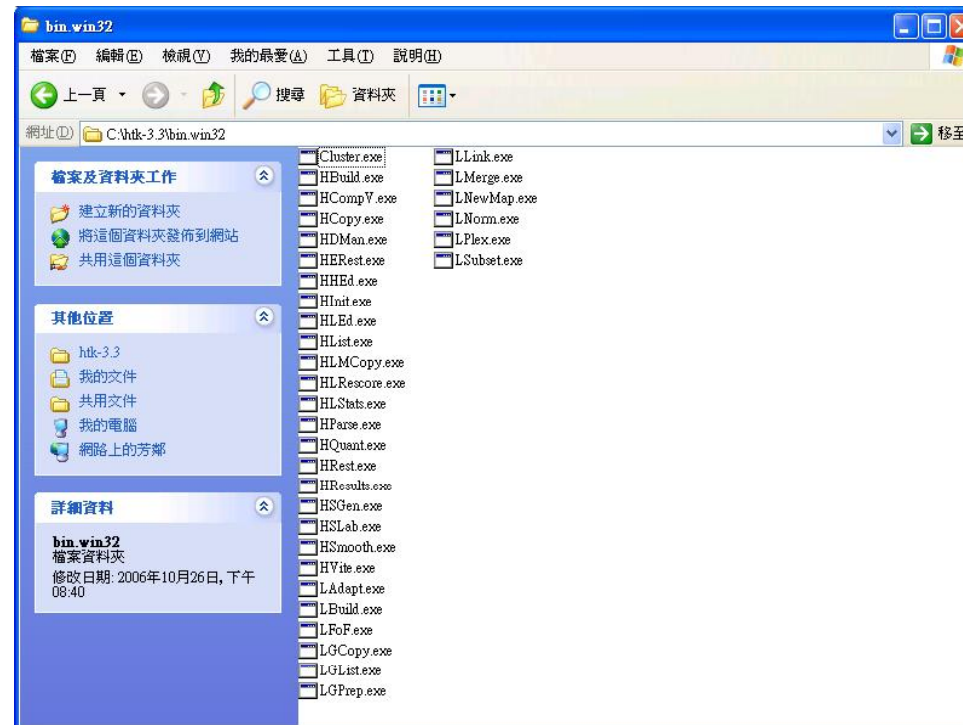 bin.win32
檔案(F) 編輯(E) 檢視(V) 我的最愛(A) 工具(T) 說明(H)
上一頁 搜尋 資料夾
網址(D) C:\htk-3.3\bin.win32 移至
檔案及資料夾工作
建立新的資料夾
將這個資料夾發佈到網站
共用這個資料夾
其他位置
htk-3.3
我的文件
共用文件
我的電腦
網路上的芳鄰
詳細資料
bin.win32
檔案資料夾
修改日期: 2006年10月26日, 下午
08:40
Cluster.exe
HBuild.exe
HCompV.exe
HCopy.exe
HDMan.exe
HERest.exe
HHEd.exe
HInit.exe
HLEd.exe
HList.exe
HLMCopy.exe
HLRescore.exe
HLStats.exe
HParse.exe
HQuant.exe
HRest.exe
HResults.exe
HSGen.exe
HSLab.exe
HSmooth.exe
HVite.exe
LAdapt.exe
LBuild.exe
LFoF.exe
LGCopy.exe
LGList.exe
LGPrep.exe
LLink.exe
LMerge.exe
LNewMap.exe
LNorm.exe
LPlex.exe
LSubset.exe